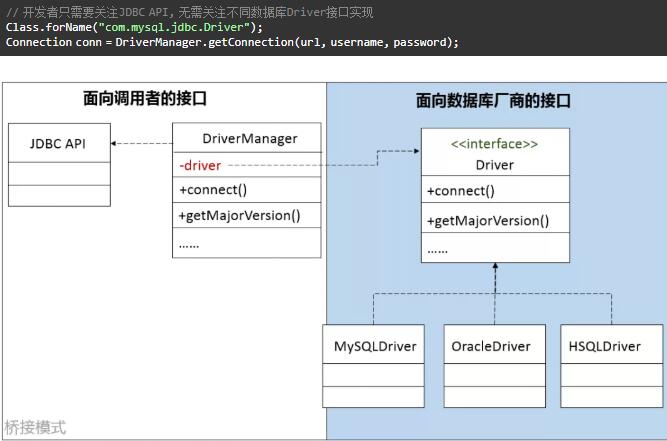 // 开发者只需要关注JDBC API，无需关注不同数据库Driver接口实现
Class.forName("com.mysql.jdbc.Driver");
Connection conn = DriverManager.getConnection(url, username, password);
面向调用者的接口
面向数据库厂商的接口
JDBC API
DriverManager
-driver
+connect()
+getMajorVersion()
......
<<interface>>
Driver
+connect()
+getMajorVersion()
......
MySQLDriver
OracleDriver
HSQLDriver
桥接模式